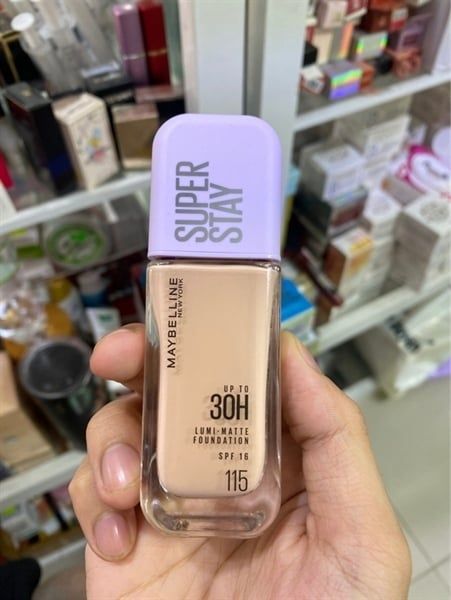 SUPER
STAY
MAYBELLINE
NEW YORK
UP TO
30H
LUMI-MATTE
FOUNDATION
SPF 16
115